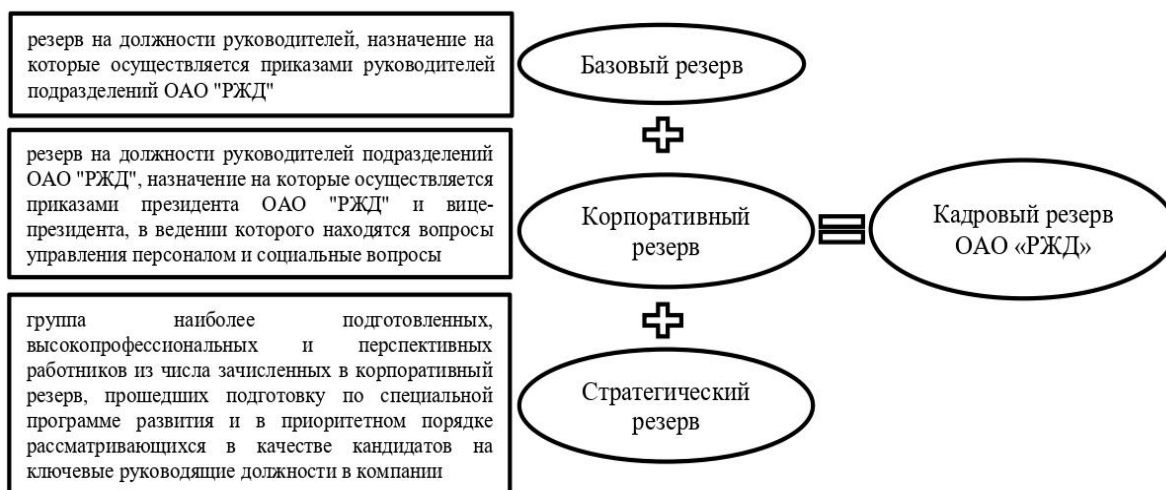 резерв на должности руководителей, назначение на
которые осуществляется приказами руководителей
подразделений ОАО "РЖД"
Базовый резерв
резерв на должности руководителей подразделений
ОАО "РЖД", назначение на которые осуществляется
приказами президента ОАО "РЖД" и вице-
президента, в ведении которого находятся вопросы
управления персоналом и социальные вопросы
Корпоративный
резерв
Кадровый резерв
ОАО «РЖД»
группа наиболее подготовленных,
высокопрофессиональных и перспективных
работников из числа зачисленных в корпоративный
резерв, прошедших подготовку по специальной
программе развития и в приоритетном порядке
рассматривающихся в качестве кандидатов на
ключевые руководящие должности в компании
Стратегический
резерв